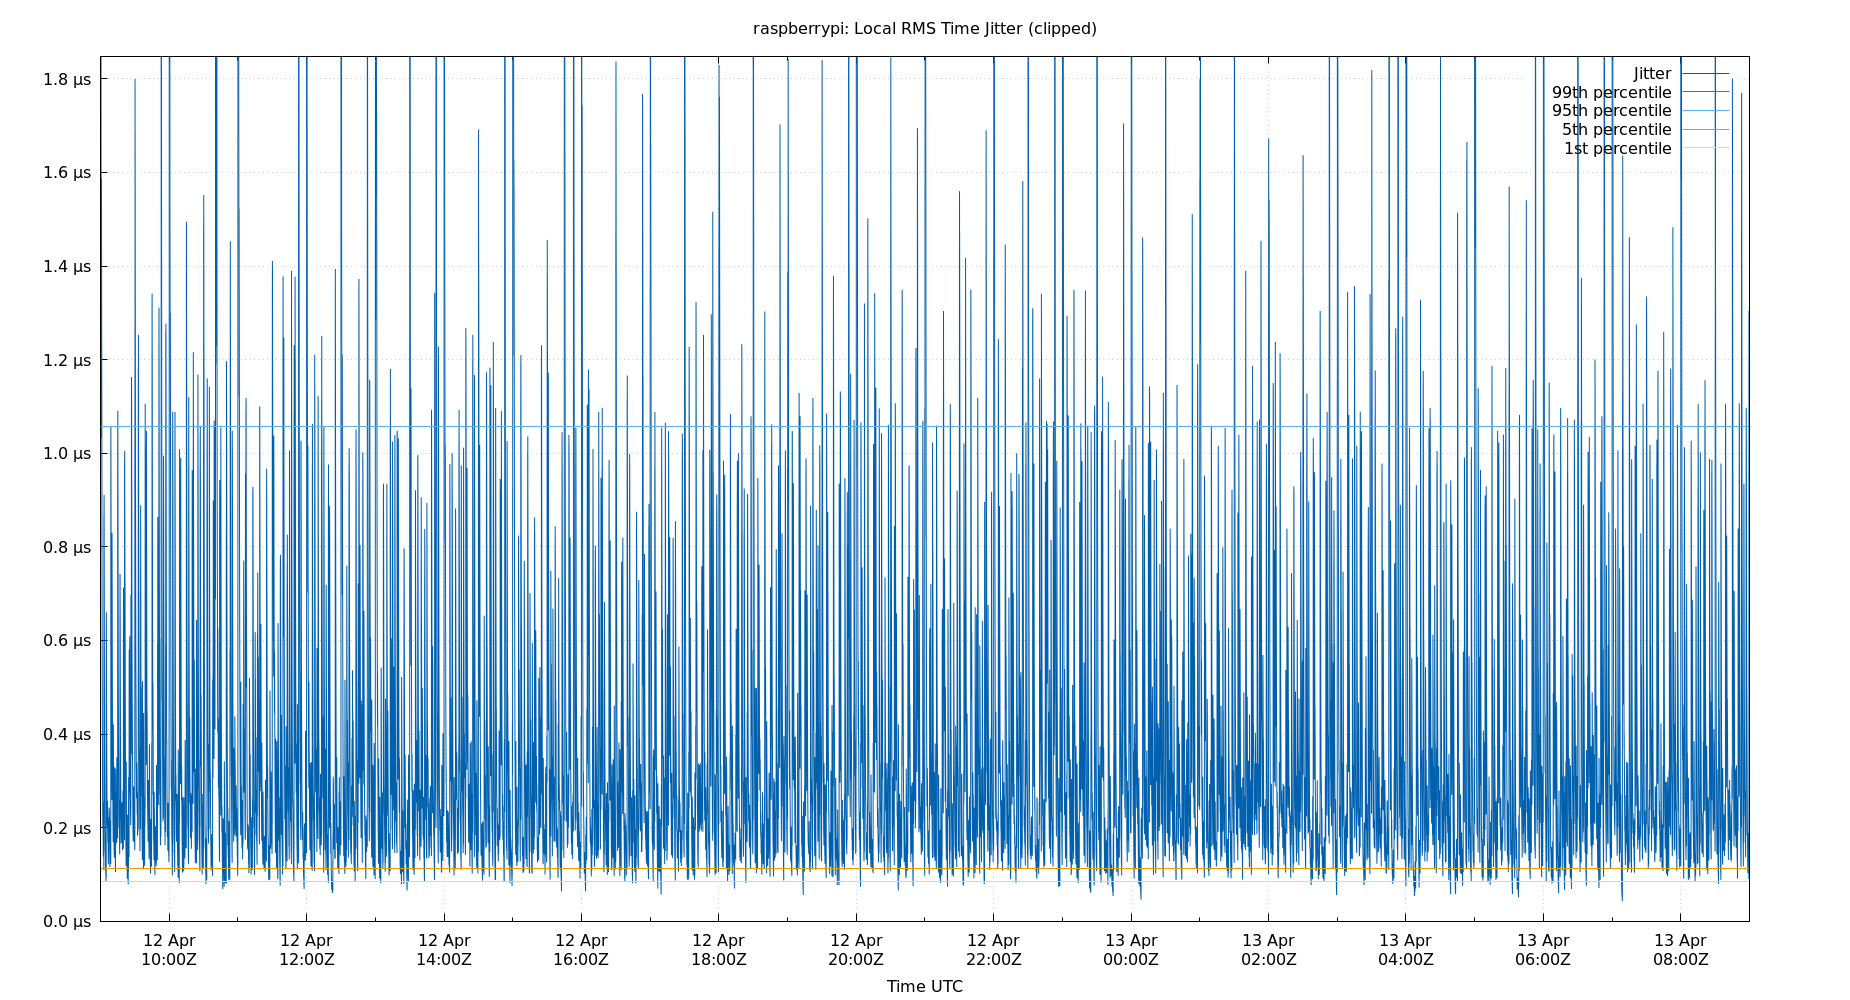 raspberrypi: Local RMS Time Jitter (clipped)
1.8 µs
1.6 µs
1.4 µs
1.2 µs
1.0 µs
0.8 µs
0.6 µs
0.4 µs
0.2 µs
0.0 µs
Jitter
99th percentile
95th percentile
5th percentile
1st percentile
12 Apr 12 Apr 12 Apr 12 Apr 12 Apr 12 Apr 12 Apr 13 Apr 13 Apr 13 Apr 13 Apr 13 Apr
10:00Z 12:00Z 14:00Z 16:00Z 18:00Z 20:00Z 22:00Z 00:00Z 02:00Z 04:00Z 06:00Z 08:00Z
Time UTC